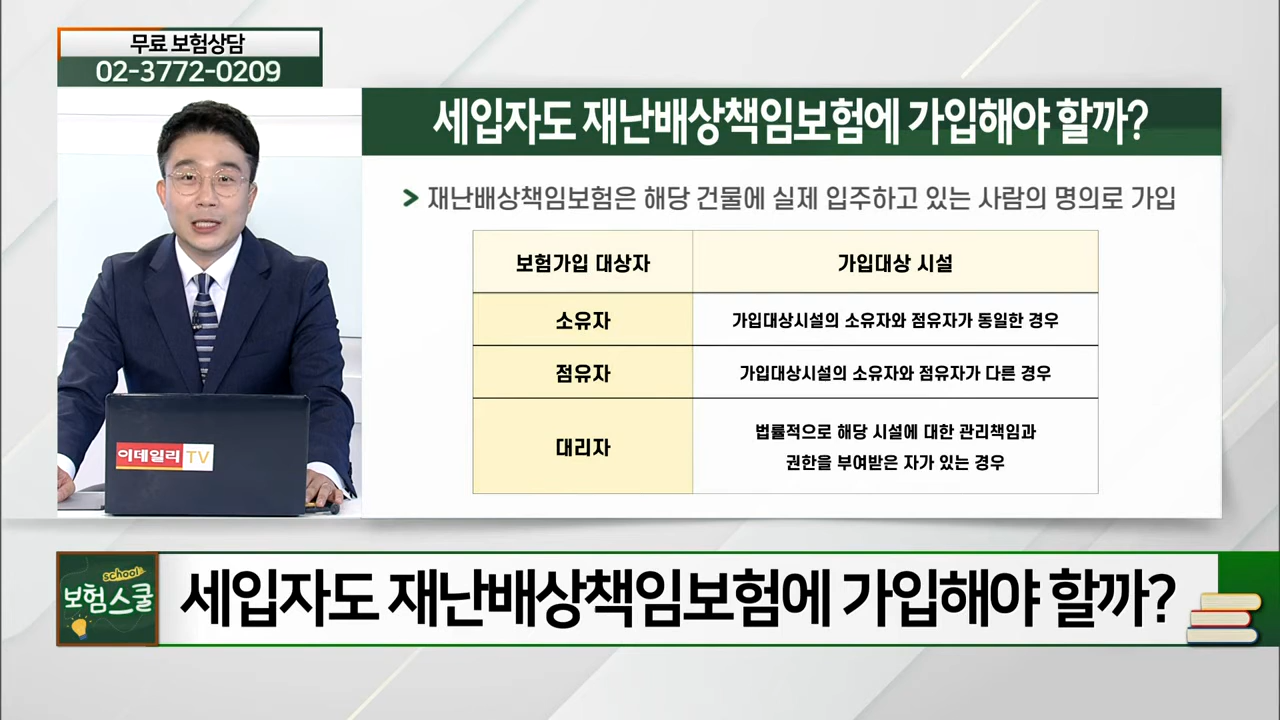 무료 보험상담
02-3772-0209
세입자도 재난배상책임보험에 가입해야 할까?
> 재난배상책임보험은 해당 건물에 실제 입주하고 있는 사람의 명의로 가입
보험가입 대상자
가입대상 시설
소유자
가입대상시설의 소유자와 점유자가 동일한 경우
점유자
가입대상시설의 소유자와 점유자가 다른 경우
대리자
법률적으로 해당 시설에 대한 관리책임과
권한을 부여받은 자가 있는 경우
이데일리 TV
school
보험스쿨
세입자도 재난배상책임보험에 가입해야 할까?